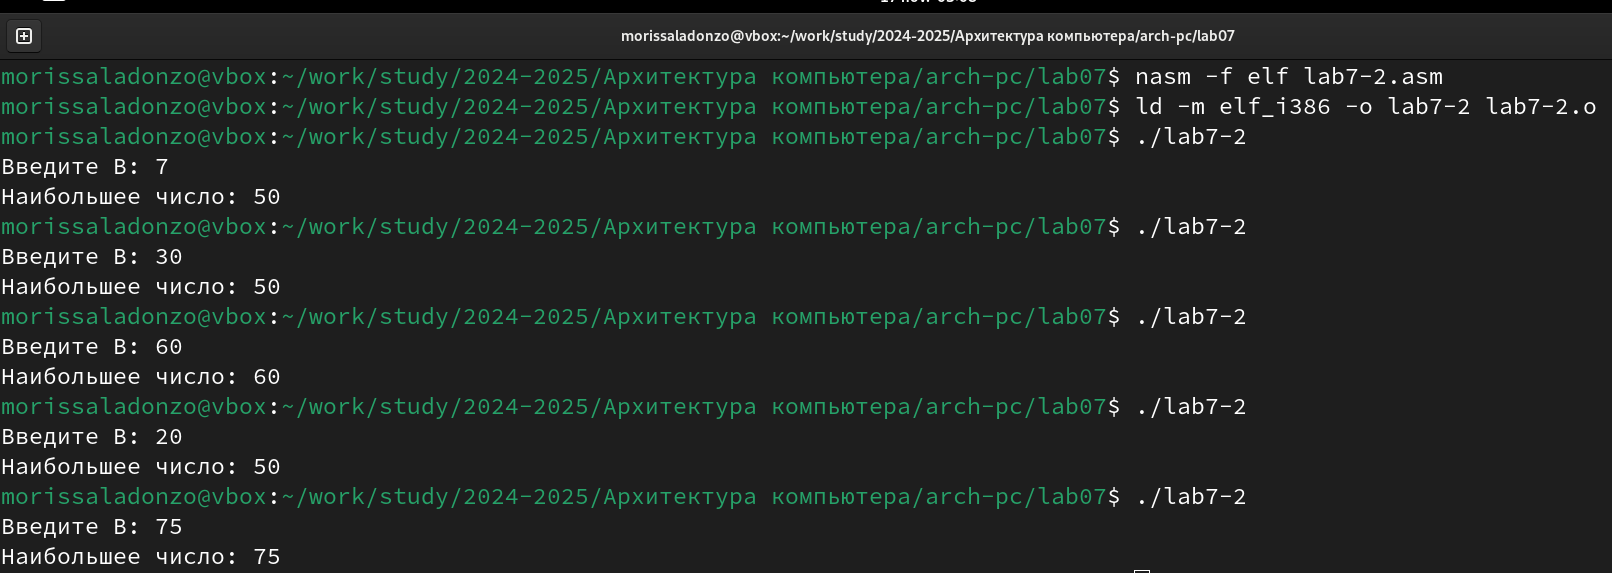 morissaladonzo@vbox:~/work/study/2024-2025/Архитектура компьютера/arch-pc/lab07
morissaladonzo@vbox:~/work/study/2024-2025/Архитектура компьютера/arch-pc/lab07$ nasm -f elf lab7-2.asm
morissaladonzo@vbox:~/work/study/2024-2025/Архитектура компьютера/arch-pc/lab07$ ld -m elf_i386 -o lab7-2 lab7-2.o
morissaladonzo@vbox:~/work/study/2024-2025/Архитектура компьютера/arch-pc/lab07$ ./lab7-2
Введите B: 7
Наибольшее число: 50
morissaladonzo@vbox:~/work/study/2024-2025/Архитектура компьютера/arch-pc/lab07$ ./lab7-2
Введите B: 30
Наибольшее число: 50
morissaladonzo@vbox:~/work/study/2024-2025/Архитектура компьютера/arch-pc/lab07$ ./lab7-2
Введите B: 60
Наибольшее число: 60
morissaladonzo@vbox:~/work/study/2024-2025/Архитектура компьютера/arch-pc/lab07$ ./lab7-2
Введите B: 20
Наибольшее число: 50
morissaladonzo@vbox:~/work/study/2024-2025/Архитектура компьютера/arch-pc/lab07$ ./lab7-2
Введите B: 75
Наибольшее число: 75